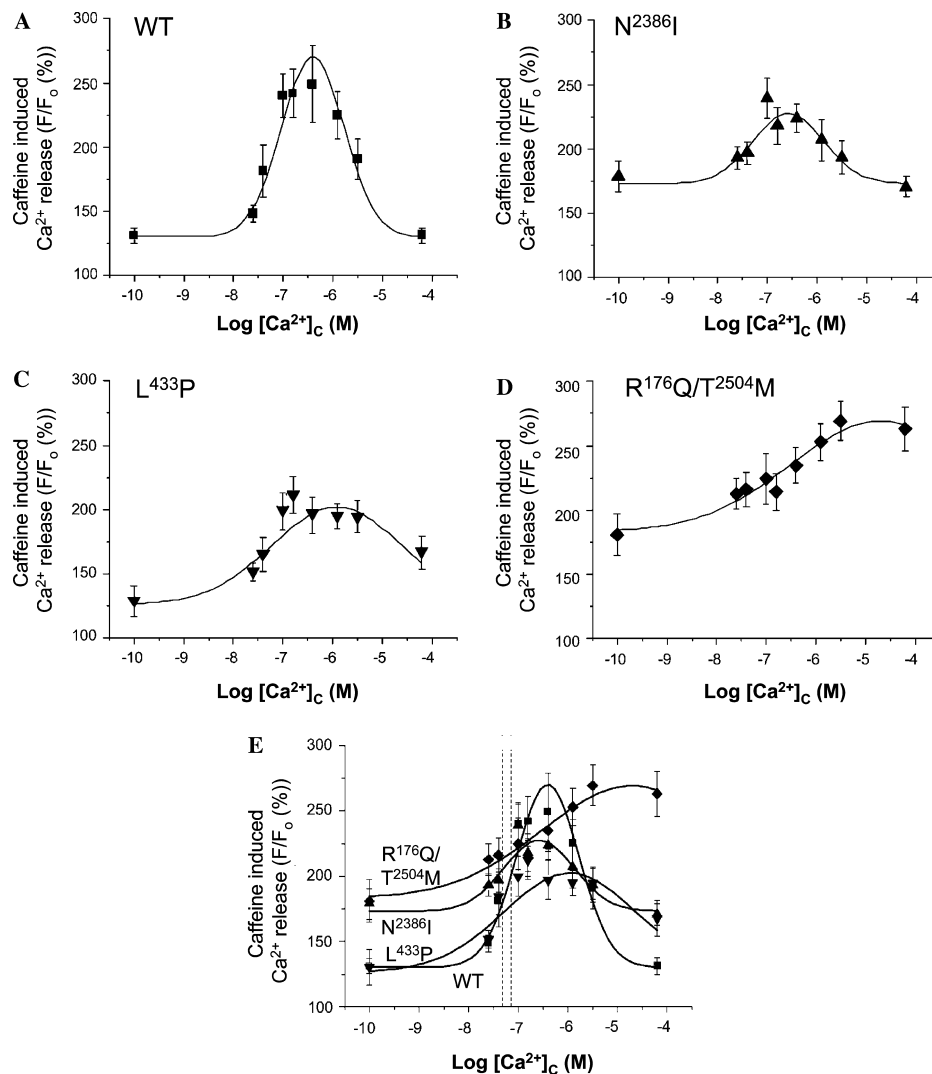 A
WT
Caffeine induced
Ca²⁺ release (F/Fₒ (%))
300
250
200
150
100
-10 -9 -8 -7 -6 -5 -4
Log [Ca²⁺]C (M)
B
N²³⁸⁶I
Caffeine induced
Ca²⁺ release (F/Fₒ (%))
300
250
200
150
100
-10 -9 -8 -7 -6 -5 -4
Log [Ca²⁺]C (M)
C
L⁴³³P
Caffeine induced
Ca²⁺ release (F/Fₒ (%))
300
250
200
150
100
-10 -9 -8 -7 -6 -5 -4
Log [Ca²⁺]C (M)
D
R¹⁷⁶Q/T²⁵⁰⁴M
Caffeine induced
Ca²⁺ release (F/Fₒ (%))
300
250
200
150
100
-10 -9 -8 -7 -6 -5 -4
Log [Ca²⁺]C (M)
E
Caffeine induced
Ca²⁺ release (F/Fₒ (%))
300
250
200
150
100
R¹⁷⁶Q/
T²⁵⁰⁴M
N²³⁸⁶I
L⁴³³P
WT
-10 -9 -8 -7 -6 -5 -4
Log [Ca²⁺]C (M)